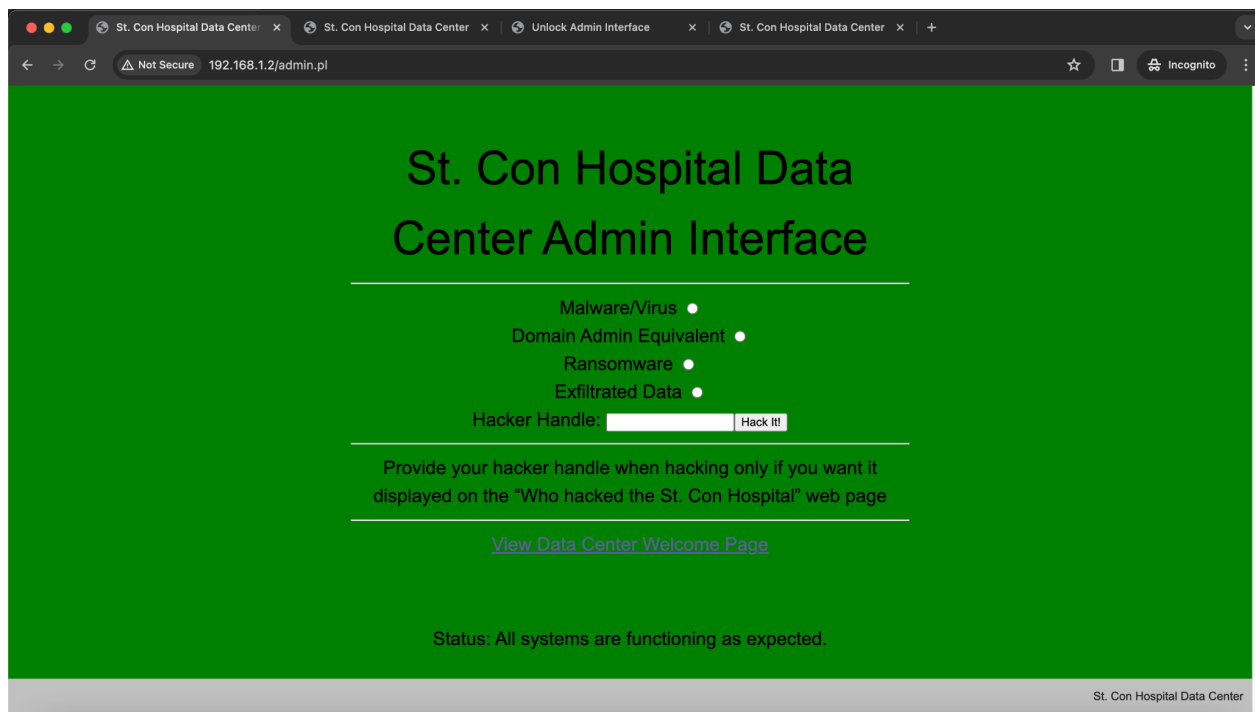 St. Con Hospital Data Center
St. Con Hospital Data Center
Unlock Admin Interface
St. Con Hospital Data Center
Not Secure 192.168.1.2/admin.pl
Incognito
St. Con Hospital Data
Center Admin Interface
Malware/Virus
Domain Admin Equivalent
Ransomware
Exfiltrated Data
Hacker Handle: Hack It!
Provide your hacker handle when hacking only if you want it
displayed on the “Who hacked the St. Con Hospital” web page
View Data Center Welcome Page
Status: All systems are functioning as expected.
St. Con Hospital Data Center